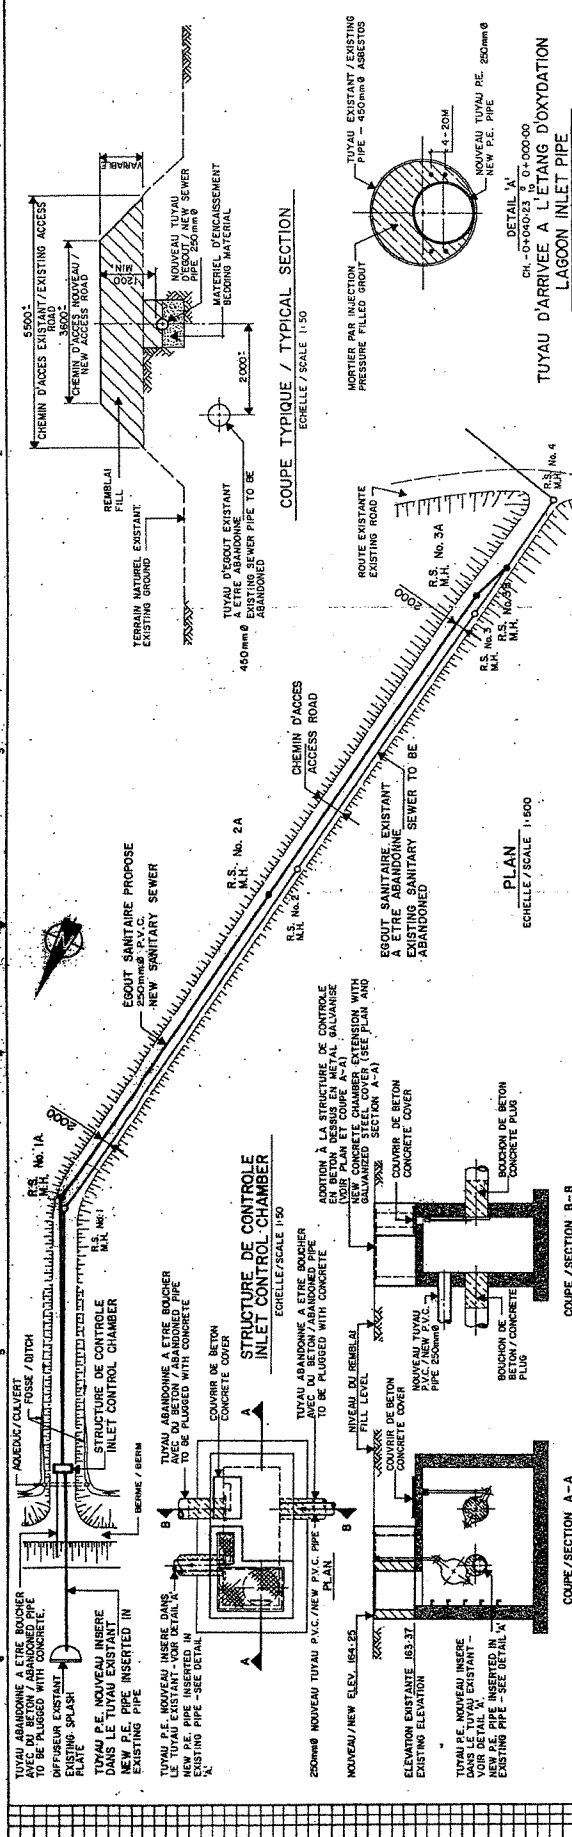 TUYAU ABANDONNE A ETRE BOUCHER
AVEC DU BETON / ABANDONED PIPE
TO BE PLUGGED WITH CONCRETE.
DIFFUSEUR EXISTANT
EXISTING SPLASH
PLATE
TUYAU P.E. NOUVEAU INSERE
DANS LE TUYAU EXISTANT
NEW P.E. PIPE INSERTED IN
EXISTING PIPE
AQUEDUC/CULVERT
FOSSE / DITCH
STRUCTURE DE CONTROLE
INLET CONTROL CHAMBER
BERME / BERM
R.S. No. 1A
M.H.
R.S. No. 1
M.H.
2000
EGOUT SANITAIRE PROPOSE
250mmØ P.V.C.
NEW SANITARY SEWER
N
R.S. No. 2A
M.H.
R.S. No. 2
M.H.
CHEMIN D'ACCES
ACCESS ROAD
EGOUT SANITAIRE EXISTANT
A ETRE ABANDONNE
EXISTING SANITARY SEWER TO BE
ABANDONED
2000
R.S. No. 3A
M.H.
R.S. No. 3
M.H.
R.S. No. 3B
M.H.
ROUTE EXISTANTE
EXISTING ROAD
R.S. No. 4
M.H.
PLAN
ECHELLE / SCALE 1:500
5500±
CHEMIN D'ACCES EXISTANT/EXISTING ACCESS
ROAD
3600±
CHEMIN D'ACCES NOUVEAU /
NEW ACCESS ROAD
VARIABLE
REMBLAI
FILL
1200
MIN.
TERRAIN NATUREL EXISTANT
EXISTING GROUND
NOUVEAU TUYAU
D'EGOUT / NEW SEWER
PIPE 250mmØ
MATERIEL D'ENCAISSEMENT
BEDDING MATERIAL
2000±
TUYAU D'EGOUT EXISTANT
A ETRE ABANDONNE
450mmØ EXISTING SEWER PIPE TO BE
ABANDONED
COUPE TYPIQUE / TYPICAL SECTION
ECHELLE / SCALE 1:50
TUYAU P.E. NOUVEAU INSERE DANS
LE TUYAU EXISTANT - VOIR DETAIL 'A'
NEW P.E. PIPE INSERTED IN
EXISTING PIPE - SEE DETAIL
'A'
TUYAU ABANDONNE A ETRE BOUCHER
AVEC DU BETON / ABANDONED PIPE
TO BE PLUGGED WITH CONCRETE
COUVRIR DE BETON
CONCRETE COVER
STRUCTURE DE CONTROLE
INLET CONTROL CHAMBER
ECHELLE / SCALE 1:50
A
A
B
B
250mmØ NOUVEAU TUYAU P.V.C. / NEW P.V.C. PIPE
PLAN
TUYAU ABANDONNE A ETRE BOUCHER
AVEC DU BETON / ABANDONED PIPE
TO BE PLUGGED WITH CONCRETE
ADDITION À LA STRUCTURE DE CONTROLE
EN BETON DESSUS EN METAL GALVANISE
(VOIR PLAN ET COUPE A-A)
NEW CONCRETE CHAMBER EXTENSION WITH
GALVANIZED STEEL COVER (SEE PLAN AND
SECTION A-A)
NOUVEAU/NEW ELEV. 164.25
NIVEAU DU REMBLAI
FILL LEVEL
COUVRIR DE BETON
CONCRETE COVER
ELEVATION EXISTANTE 163.37
EXISTING ELEVATION
TUYAU P.E. NOUVEAU INSERE
DANS LE TUYAU EXISTANT -
VOIR DETAIL 'A'.
NEW P.E. PIPE INSERTED IN
EXISTING PIPE - SEE DETAIL 'A'
COUPE / SECTION A-A
COUVRIR DE BETON
CONCRETE COVER
NOUVEAU TUYAU
P.V.C. / NEW P.V.C.
PIPE 250mmØ
BOUCHON DE
BETON / CONCRETE
PLUG
BOUCHON DE BETON
CONCRETE PLUG
COUPE / SECTION B-B
TUYAU EXISTANT / EXISTING
PIPE - 450mmØ ASBESTOS
MORTIER PAR INJECTION
PRESSURE FILLED GROUT
4-20M
NOUVEAU TUYAU P.E. 250mmØ
NEW P.E. PIPE
DETAIL 'A'
CH. -0+040.23 à/TO 0+000.00
TUYAU D'ARRIVEE A L'ETANG D'OXYDATION
LAGOON INLET PIPE